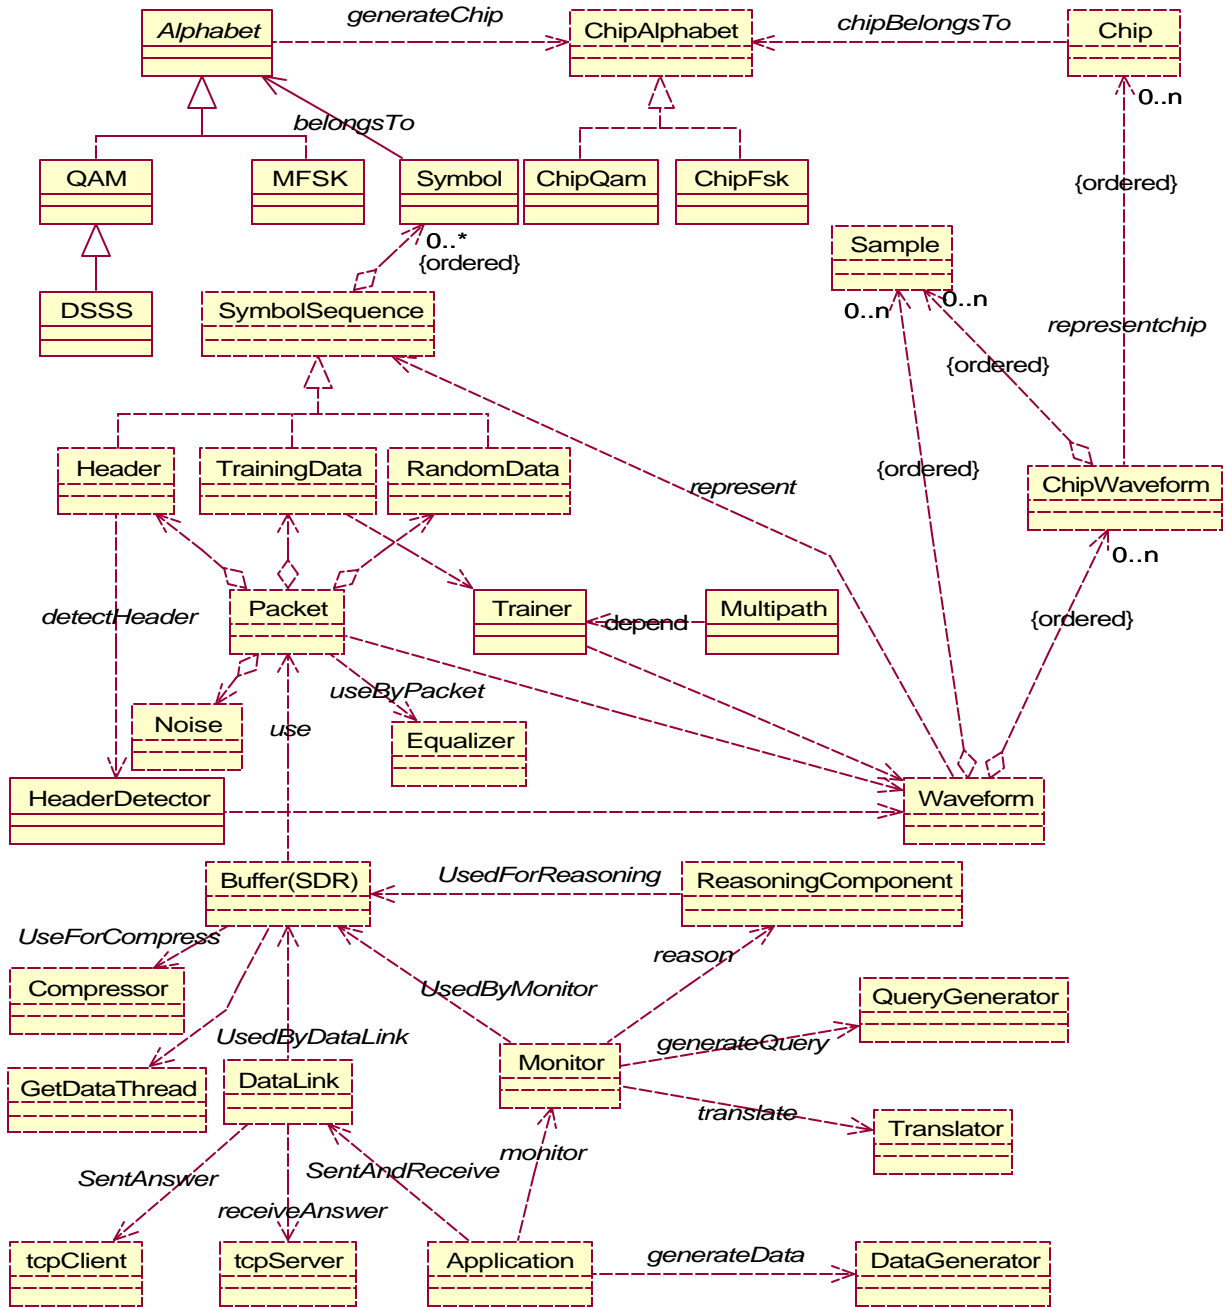 generateChip
Alphabet
ChipAlphabet
chipBelongsTo
Chip
0..n
belongsTo
QAM
MFSK
Symbol
ChipQam
ChipFsk
{ordered}
0..*
{ordered}
Sample
DSSS
SymbolSequence
0..n
0..n
representchip
{ordered}
Header
TrainingData
RandomData
represent
{ordered}
ChipWaveform
0..n
detectHeader
Packet
Trainer
depend
Multipath
{ordered}
useByPacket
Noise
use
Equalizer
HeaderDetector
Waveform
Buffer(SDR)
UsedForReasoning
ReasoningComponent
UseForCompress
reason
Compressor
UsedByMonitor
QueryGenerator
UsedByDataLink
generateQuery
GetDataThread
DataLink
Monitor
translate
Translator
SentAnswer
SentAndReceive
monitor
receiveAnswer
tcpClient
tcpServer
Application
generateData
DataGenerator